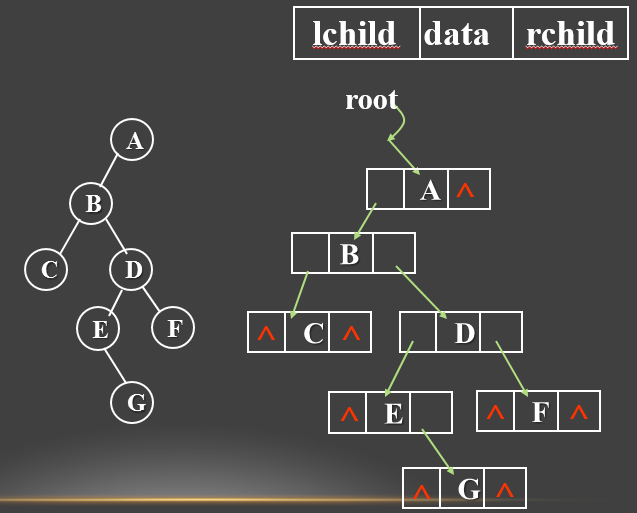 lchild data rchild
root
A
B
C D
E F
G
^ A ^
B
^ C ^ D
^ E ^ F ^
^ G ^